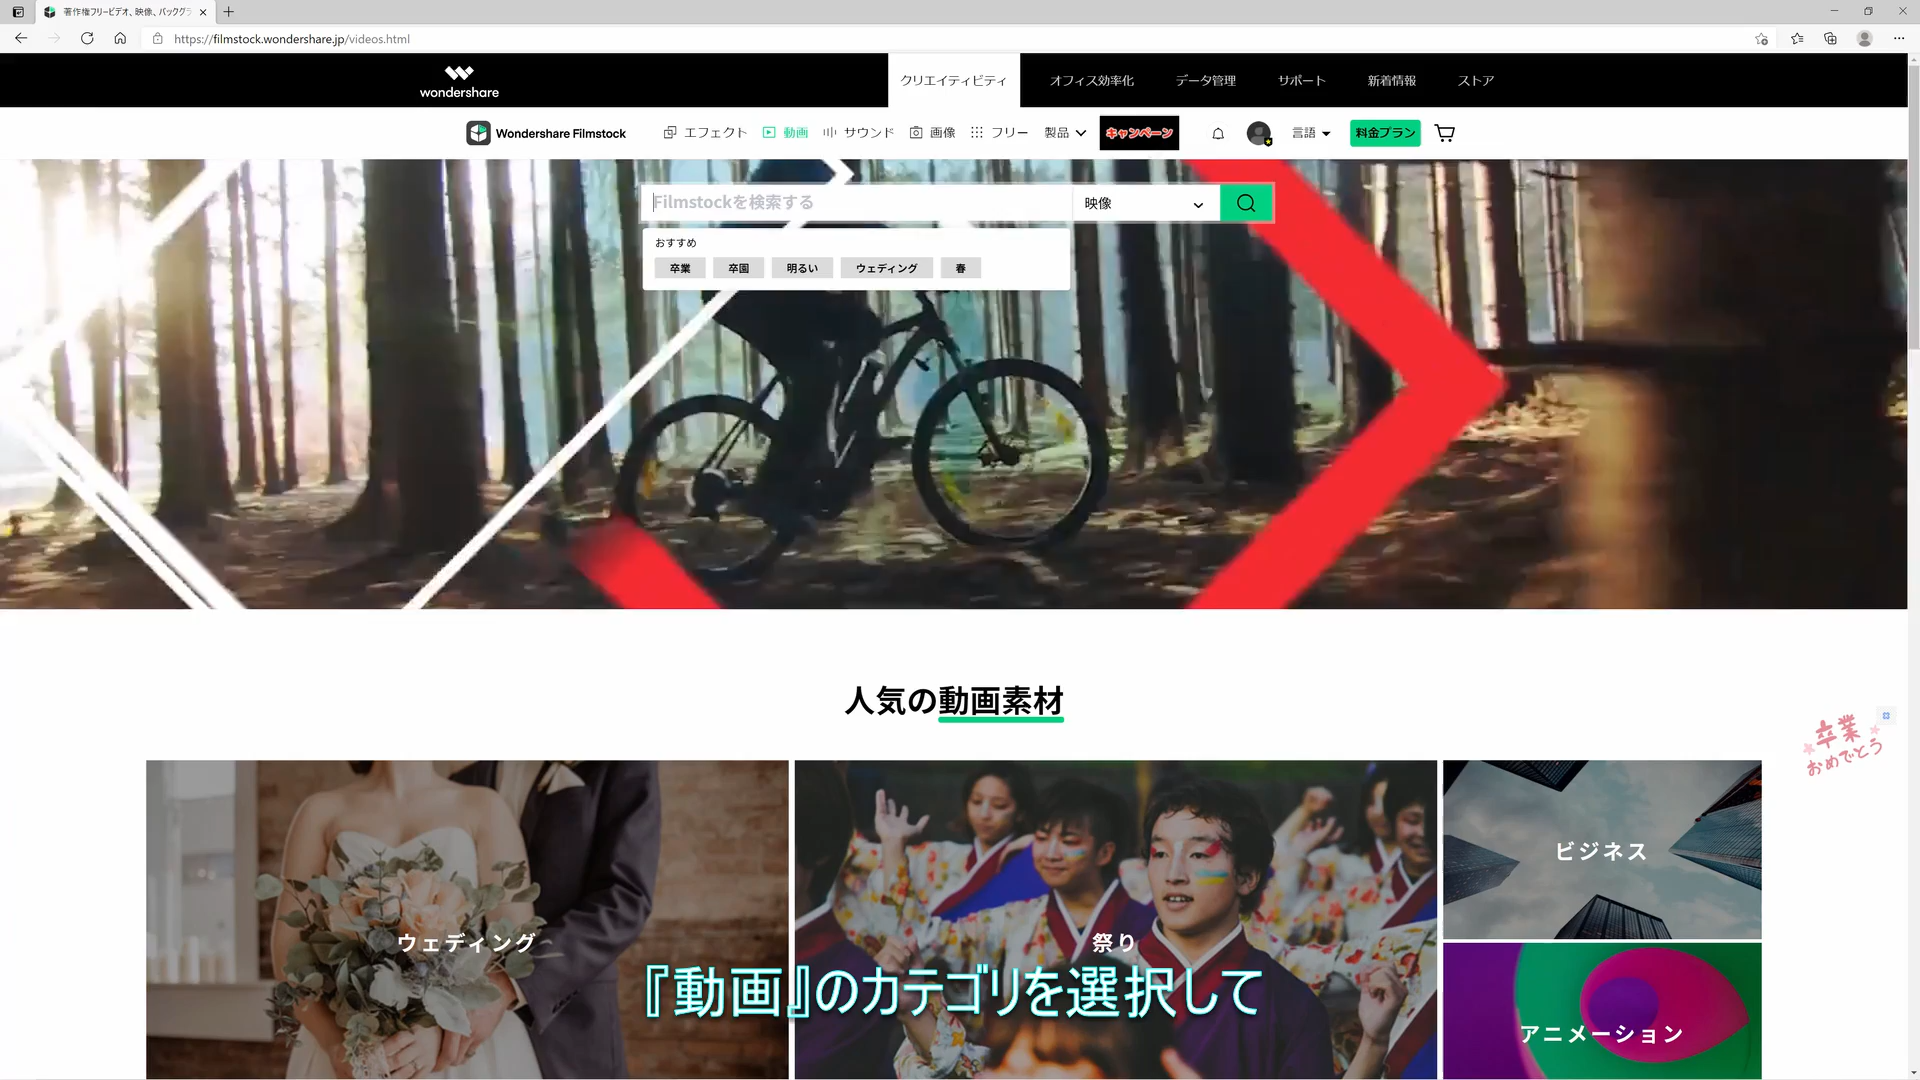 著作権フリービデオ、映像、バックグラ
https://filmstock.wondershare.jp/videos.html
wondershare
クリエイティビティ
オフィス効率化
データ管理
サポート
新着情報
ストア
Wondershare Filmstock
エフェクト
動画
サウンド
画像
フリー
製品
キャンペーン
言語
料金プラン
Filmstockを検索する
映像
おすすめ
卒業
卒園
明るい
ウェディング
春
人気の動画素材
卒業
おめでとう
ビジネス
ウェディング
祭り
『動画』のカテゴリを選択して
アニメーション